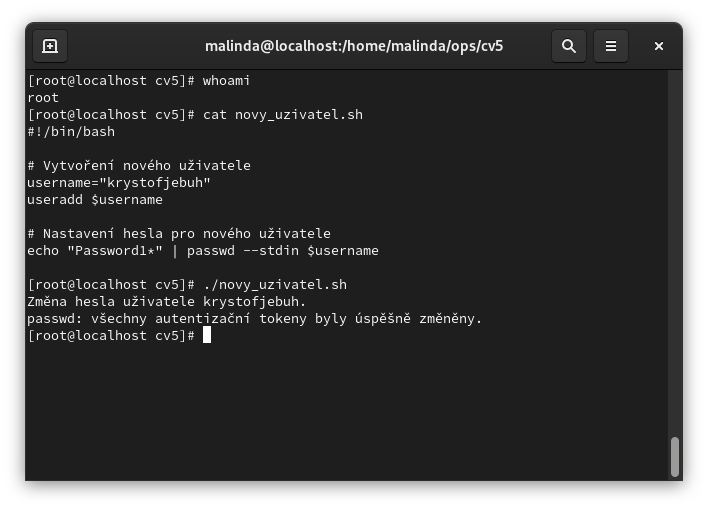 malinda@localhost:/home/malinda/ops/cv5
[root@localhost cv5]# whoami
root
[root@localhost cv5]# cat novy_uzivatel.sh
#!/bin/bash
# Vytvoření nového uživatele
username="krystofjebuh"
useradd $username
# Nastavení hesla pro nového uživatele
echo "Password1*" | passwd --stdin $username
[root@localhost cv5]# ./novy_uzivatel.sh
Změna hesla uživatele krystofjebuh.
passwd: všechny autentizační tokeny byly úspěšně změněny.
[root@localhost cv5]#